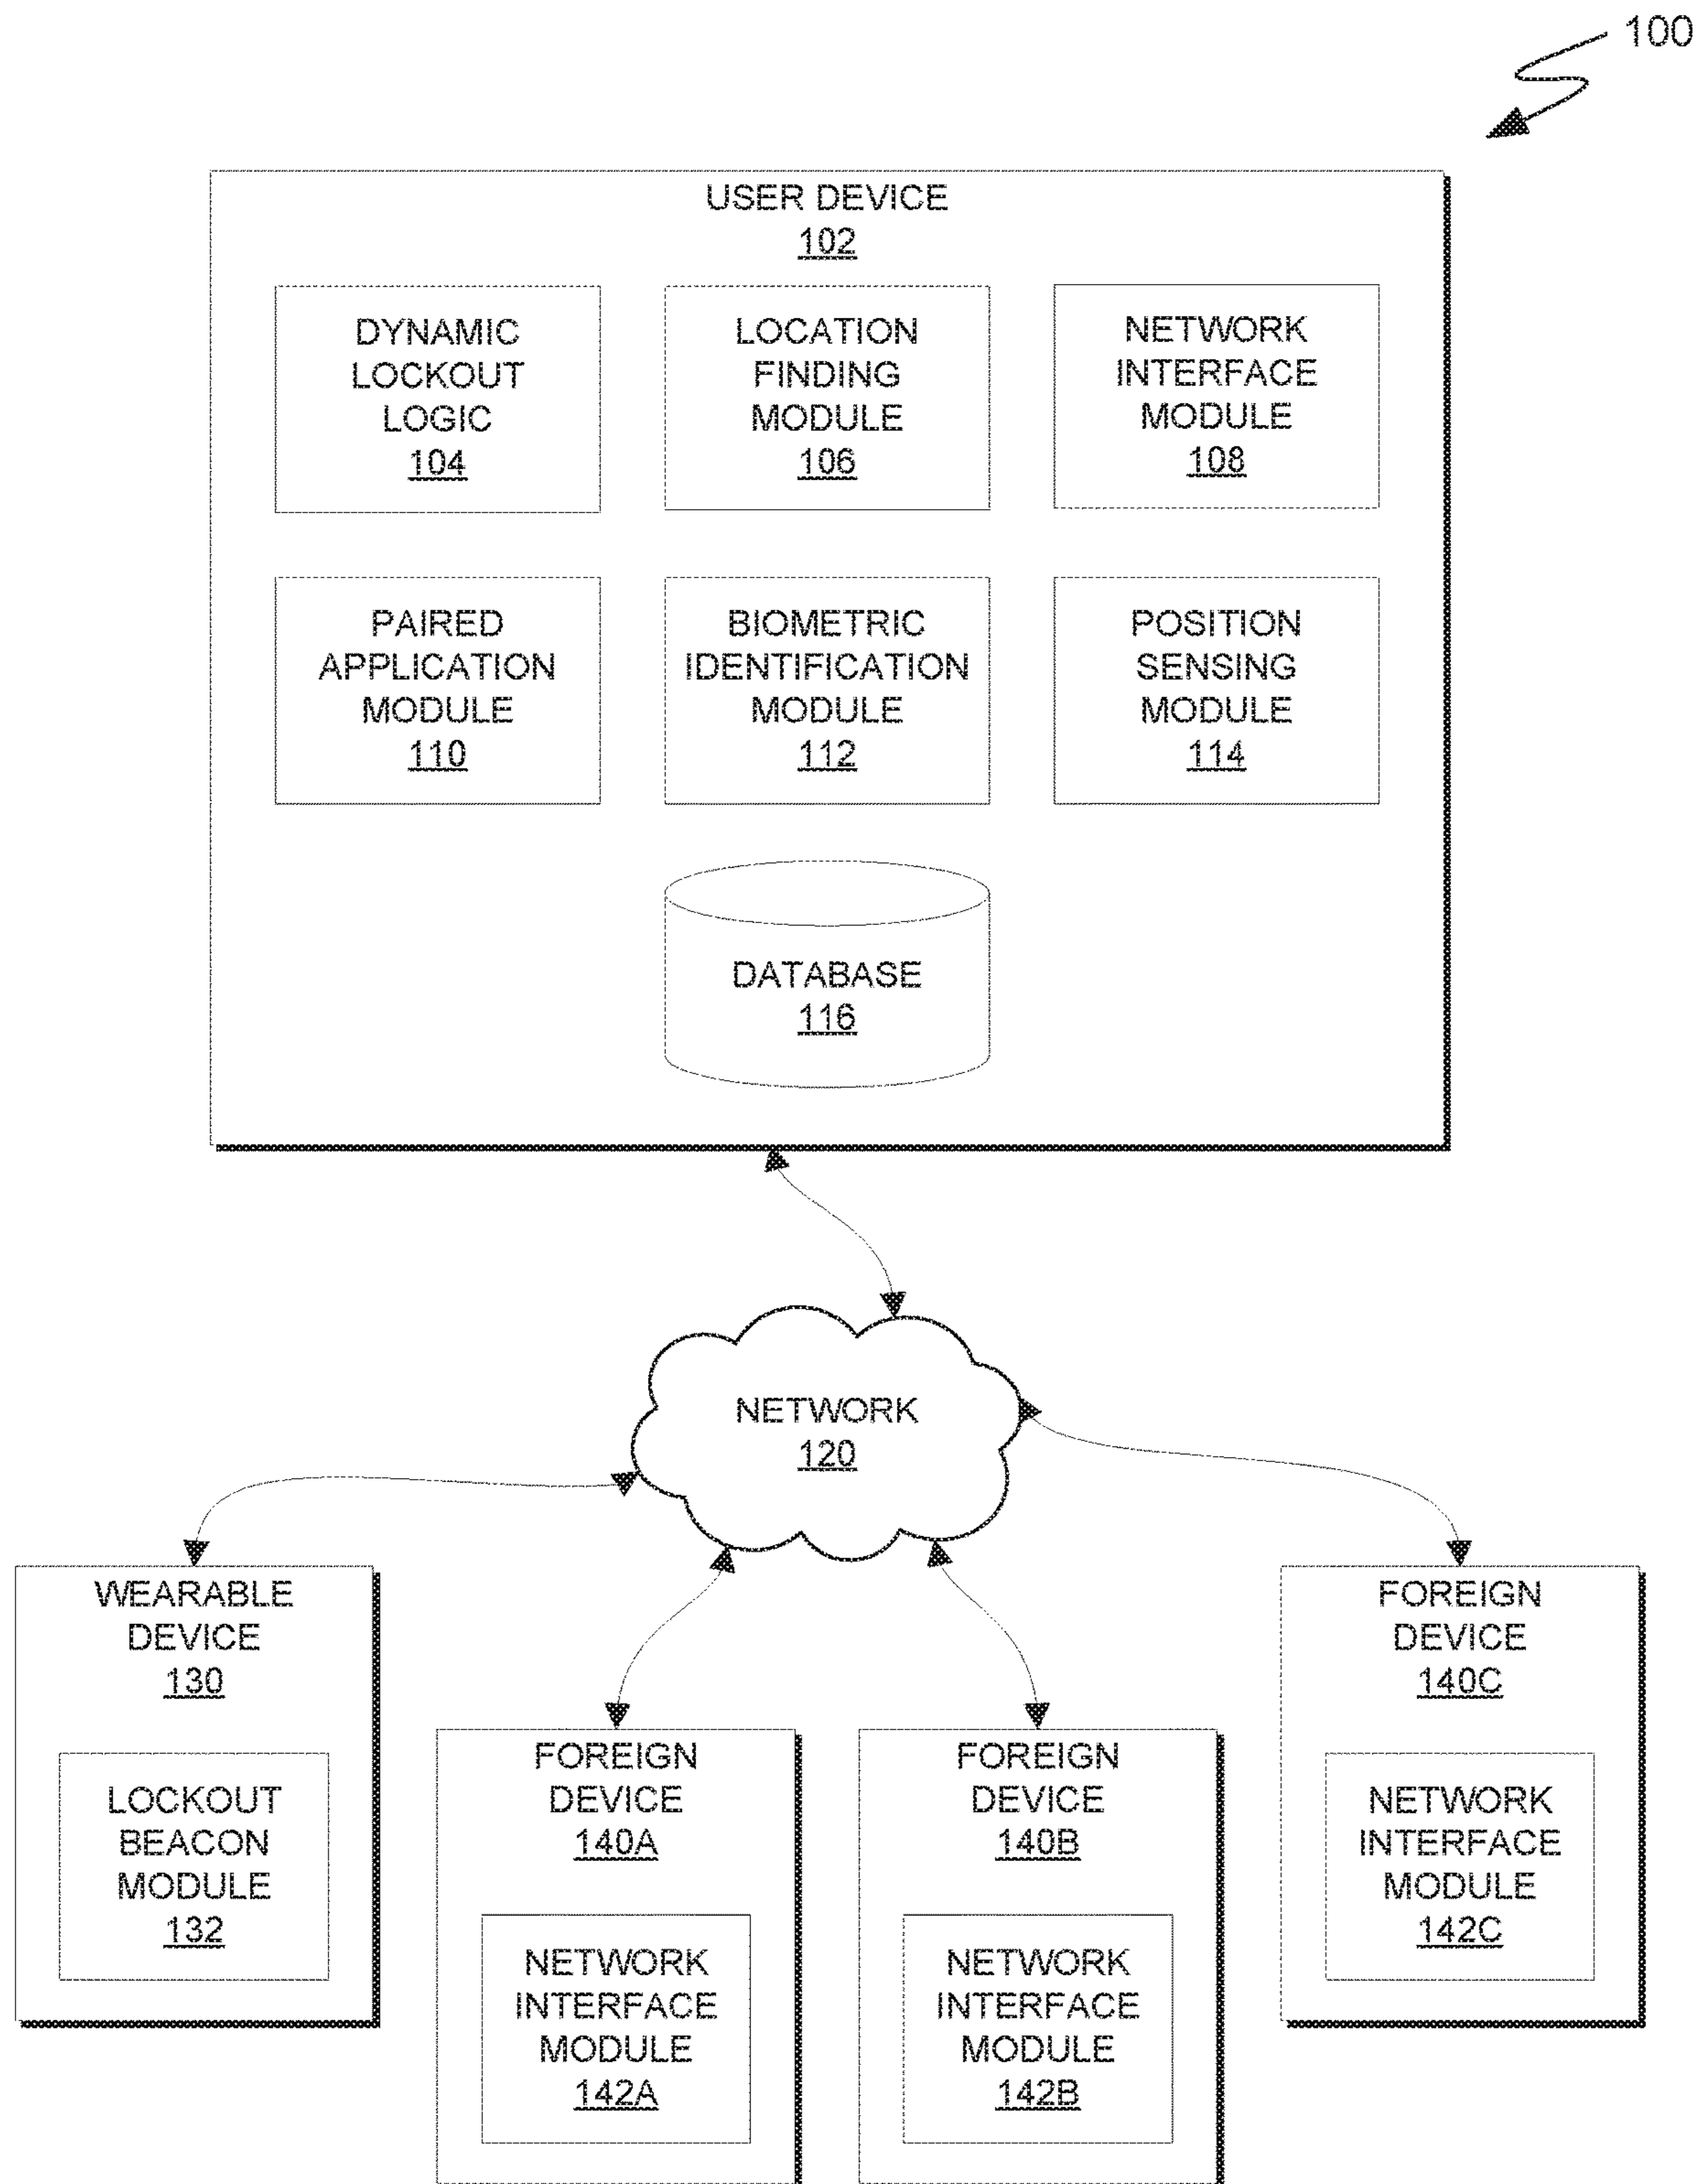 100
USER DEVICE
102
DYNAMIC
LOCKOUT
LOGIC
104
LOCATION
FINDING
MODULE
106
NETWORK
INTERFACE
MODULE
108
PAIRED
APPLICATION
MODULE
110
BIOMETRIC
IDENTIFICATION
MODULE
112
POSITION
SENSING
MODULE
114
DATABASE
116
NETWORK
120
WEARABLE
DEVICE
130
LOCKOUT
BEACON
MODULE
132
FOREIGN
DEVICE
140A
NETWORK
INTERFACE
MODULE
142A
FOREIGN
DEVICE
140B
NETWORK
INTERFACE
MODULE
142B
FOREIGN
DEVICE
140C
NETWORK
INTERFACE
MODULE
142C